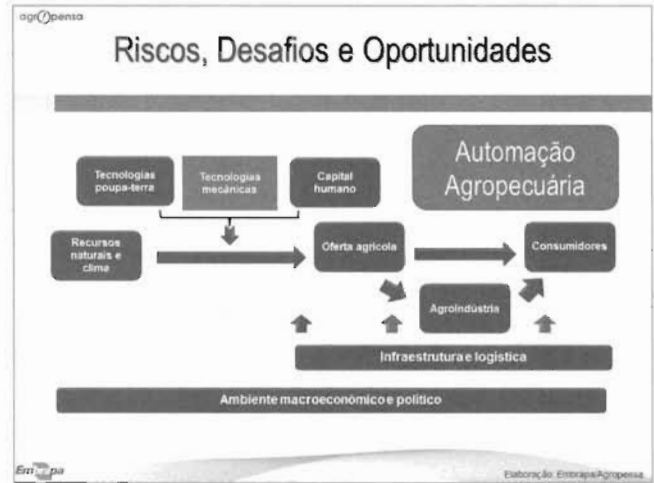 agropensa
Riscos, Desafios e Oportunidades
Automação
Agropecuária
Tecnologias
poupa-terra
Tecnologias
mecânicas
Capital
humano
Recursos
naturais e
clima
Oferta agrícola
Consumidores
Agroindústria
Infraestrutura e logística
Ambiente macroeconômico e político
Embrapa
Elaboração: Embrapa/Agropensa